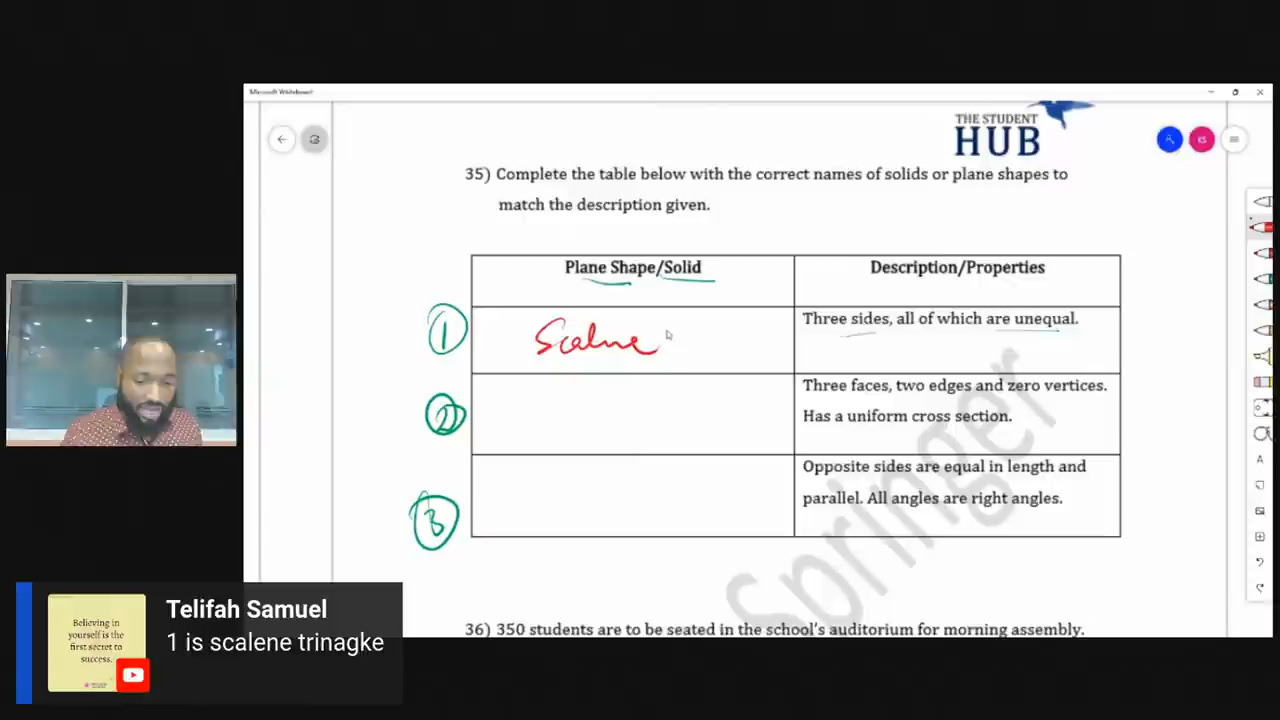 Microsoft Whiteboard
THE STUDENT
HUB
35) Complete the table below with the correct names of solids or plane shapes to
match the description given.
Plane Shape/Solid
Description/Properties
1
Scalene
Three sides, all of which are unequal.
2
Three faces, two edges and zero vertices.
Has a uniform cross section.
3
Opposite sides are equal in length and
parallel. All angles are right angles.
Springer
36) 350 students are to be seated in the school's auditorium for morning assembly.
Believing in
yourself is the
first secret to
success.
Telifah Samuel
1 is scalene trinagke